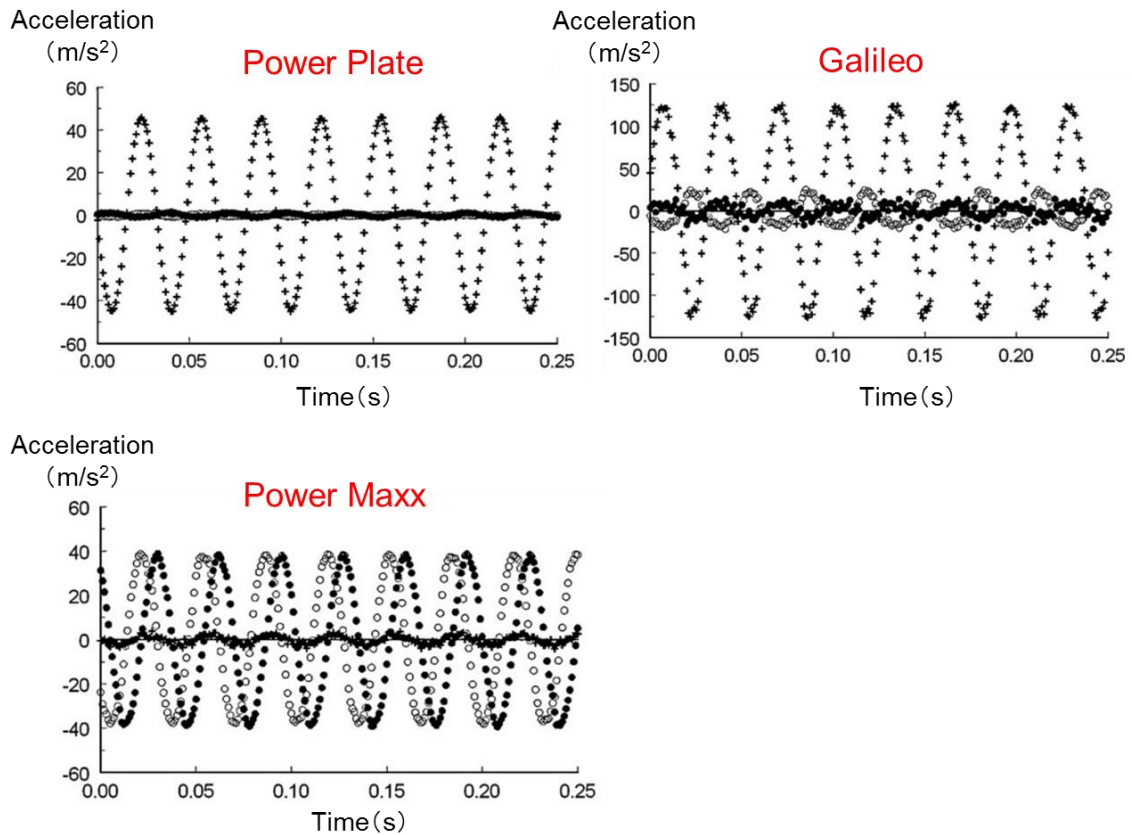 Acceleration
（m/s²）
Power Plate
60
40
20
0
-20
-40
-60
0.00 0.05 0.10 0.15 0.20 0.25
Time（s）
Acceleration
（m/s²）
Galileo
150
100
50
0
-50
-100
-150
0.00 0.05 0.10 0.15 0.20 0.25
Time（s）
Acceleration
（m/s²）
Power Maxx
60
40
20
0
-20
-40
-60
0.00 0.05 0.10 0.15 0.20 0.25
Time（s）